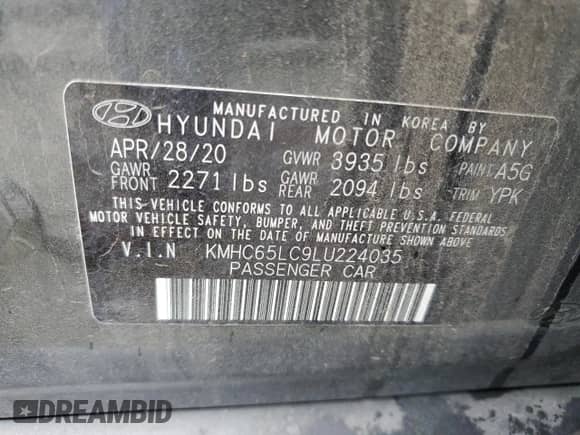 MANUFACTURED IN KOREA BY
HYUNDAI MOTOR COMPANY
APR/28/20 GVWR 3935 lbs PAINT A5G
GAWR FRONT 2271 lbs GAWR REAR 2094 lbs TRIM YPK
THIS VEHICLE CONFORMS TO ALL APPLICABLE U.S.A. FEDERAL
MOTOR VEHICLE SAFETY, BUMPER, AND THEFT PREVENTION STANDARDS
IN EFFECT ON THE DATE OF MANUFACTURE SHOWN ABOVE
V.I.N KMHC65LC9LU224035
PASSENGER CAR
DREAMBID